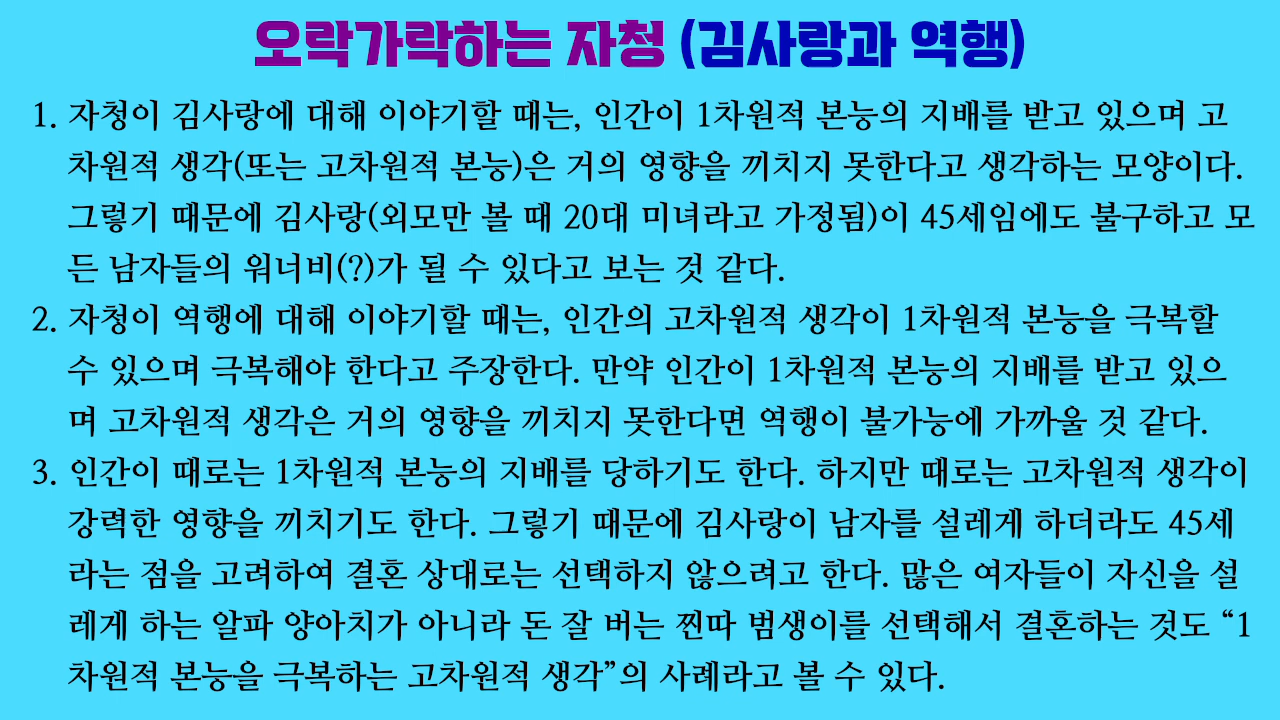 오락가락하는 자청 (김사랑과 역행)
1. 자청이 김사랑에 대해 이야기할 때는, 인간이 1차원적 본능의 지배를 받고 있으며 고
차원적 생각(또는 고차원적 본능)은 거의 영향을 끼치지 못한다고 생각하는 모양이다.
그렇기 때문에 김사랑(외모만 볼 때 20대 미녀라고 가정됨)이 45세임에도 불구하고 모
든 남자들의 워너비(?)가 될 수 있다고 보는 것 같다.
2. 자청이 역행에 대해 이야기할 때는, 인간의 고차원적 생각이 1차원적 본능을 극복할
수 있으며 극복해야 한다고 주장한다. 만약 인간이 1차원적 본능의 지배를 받고 있으
며 고차원적 생각은 거의 영향을 끼치지 못한다면 역행이 불가능에 가까울 것 같다.
3. 인간이 때로는 1차원적 본능의 지배를 당하기도 한다. 하지만 때로는 고차원적 생각이
강력한 영향을 끼치기도 한다. 그렇기 때문에 김사랑이 남자를 설레게 하더라도 45세
라는 점을 고려하여 결혼 상대로는 선택하지 않으려고 한다. 많은 여자들이 자신을 설
레게 하는 알파 양아치가 아니라 돈 잘 버는 찐따 범생이를 선택해서 결혼하는 것도 “1
차원적 본능을 극복하는 고차원적 생각”의 사례라고 볼 수 있다.